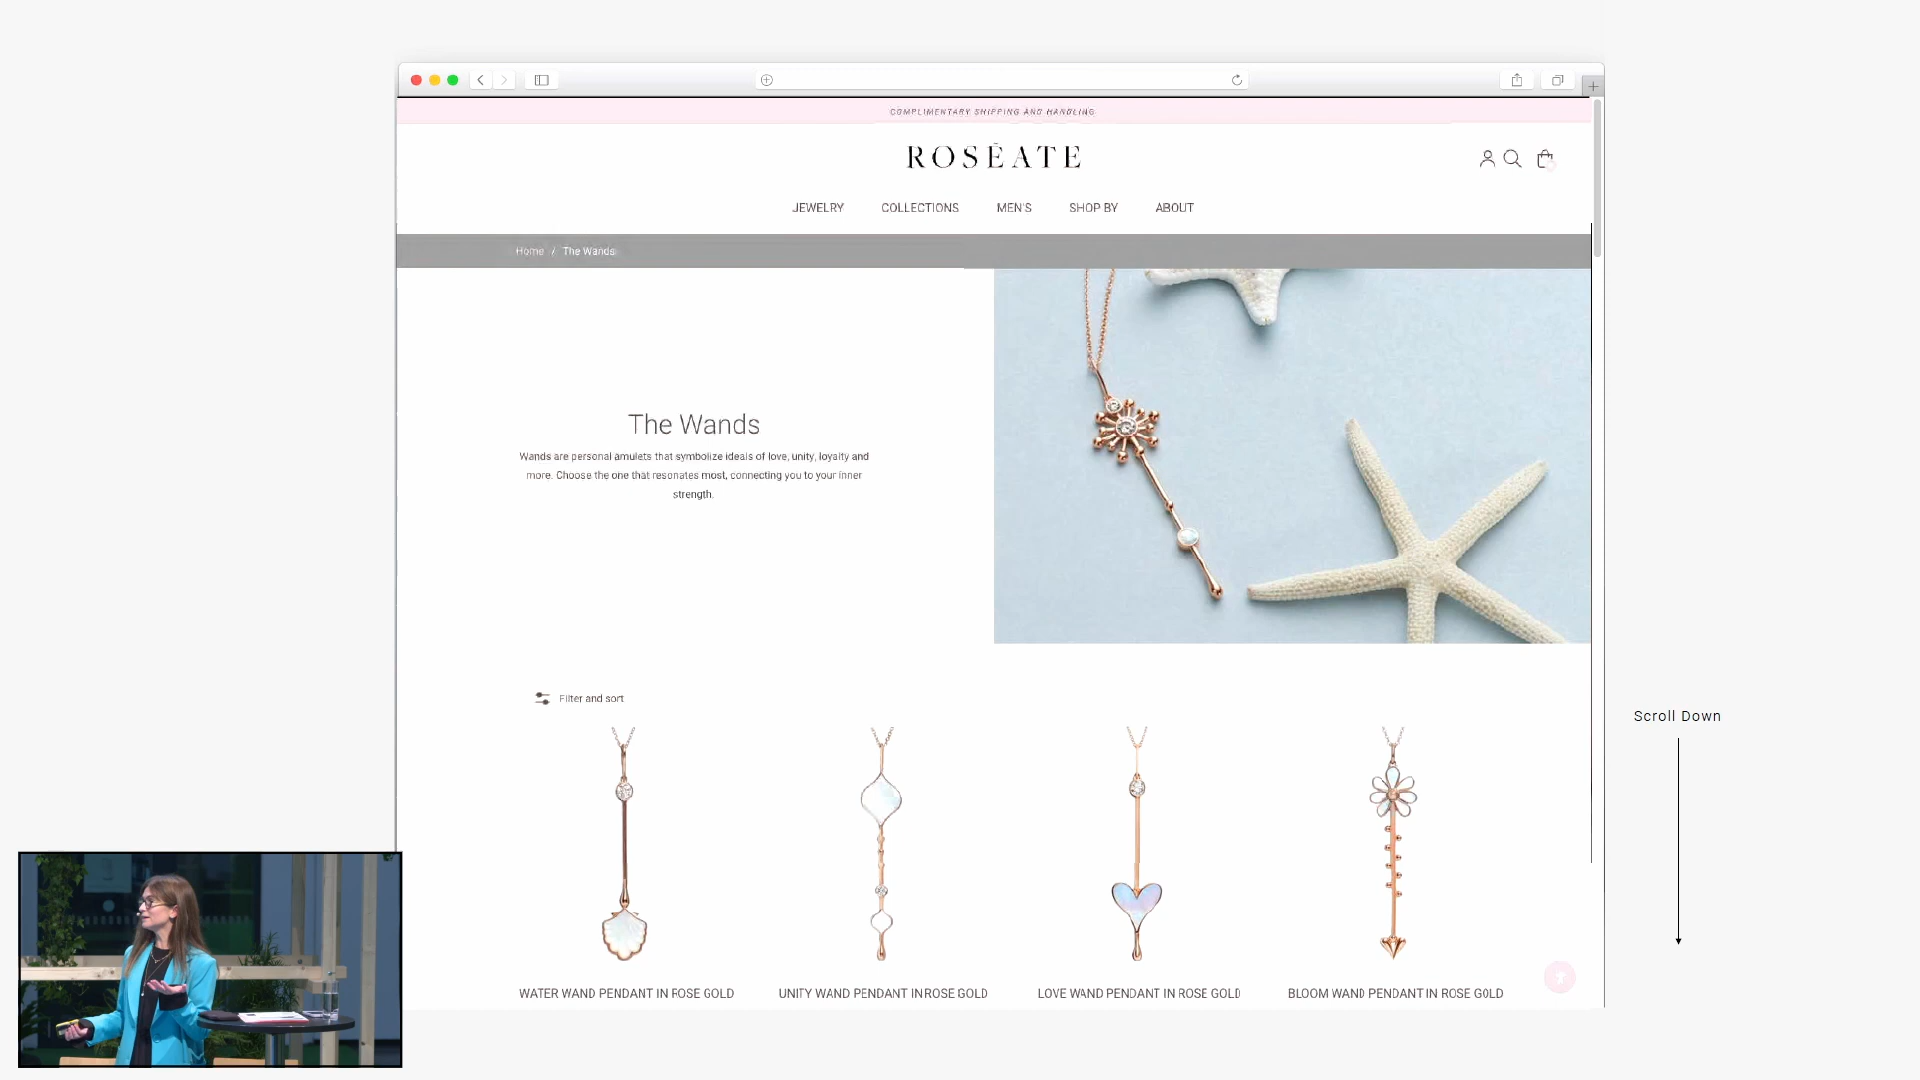 COMPLIMENTARY SHIPPING AND HANDLING
ROSĒATE
JEWELRY COLLECTIONS MEN'S SHOP BY ABOUT
Home / The Wands
The Wands
Wands are personal amulets that symbolize ideals of love, unity, loyalty and
more. Choose the one that resonates most, connecting you to your inner
strength.
Filter and sort
Scroll Down
WATER WAND PENDANT IN ROSE GOLD
UNITY WAND PENDANT IN ROSE GOLD
LOVE WAND PENDANT IN ROSE GOLD
BLOOM WAND PENDANT IN ROSE GOLD